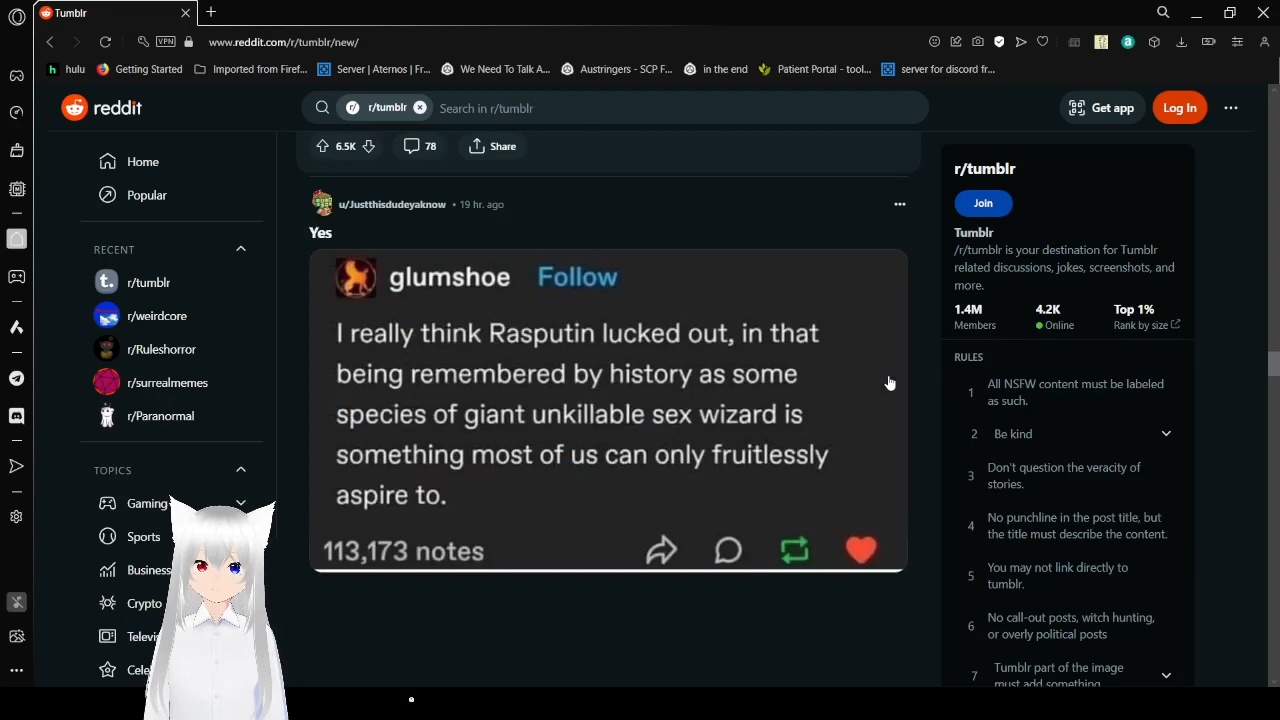 Tumblr
VPN
www.reddit.com/r/tumblr/new/
h hulu
Getting Started
Imported from Firef...
Server | Aternos | Fr...
We Need To Talk A...
Austringers - SCP F...
in the end
Patient Portal - tool...
server for discord fr...
reddit
r/ r/tumblr
Search in r/tumblr
Get app
Log In
Home
Popular
RECENT
r/tumblr
r/weirdcore
r/Ruleshorror
r/surrealmemes
r/Paranormal
TOPICS
Gaming
Sports
Business
Crypto
Televi
Cele
6.5K
78
Share
u/Justthisdudeyaknow • 19 hr. ago
Yes
glumshoe Follow
I really think Rasputin lucked out, in that
being remembered by history as some
species of giant unkillable sex wizard is
something most of us can only fruitlessly
aspire to.
113,173 notes
r/tumblr
Join
Tumblr
/r/tumblr is your destination for Tumblr
related discussions, jokes, screenshots, and
more.
1.4M 4.2K Top 1%
Members Online Rank by size
RULES
1 All NSFW content must be labeled
as such.
2 Be kind
3 Don't question the veracity of
stories.
4 No punchline in the post title, but
the title must describe the content.
5 You may not link directly to
tumblr.
6 No call-out posts, witch hunting,
or overly political posts
7 Tumblr part of the image
must add something